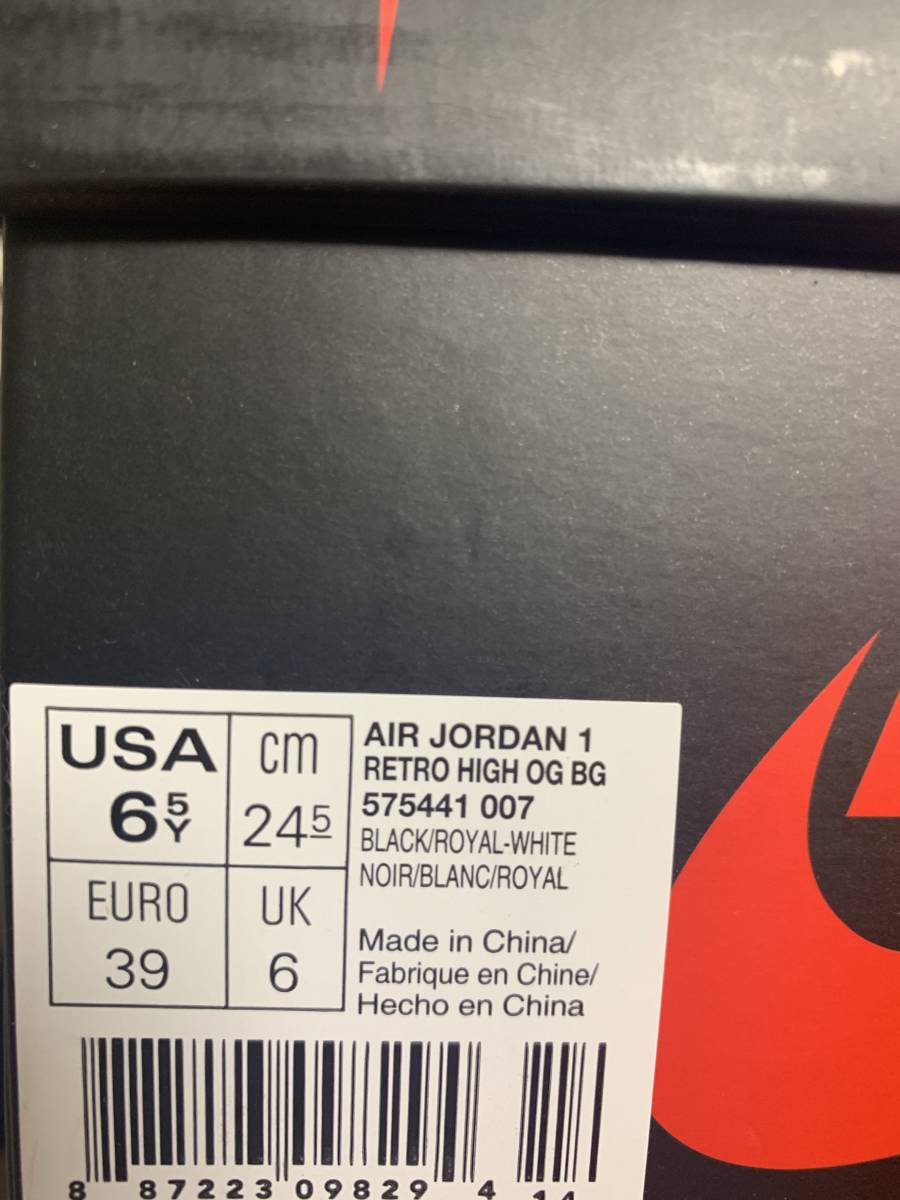 USA
6 5 Y
cm
24 5
EURO
39
UK
6
AIR JORDAN 1
RETRO HIGH OG BG
575441 007
BLACK/ROYAL-WHITE
NOIR/BLANC/ROYAL
Made in China/
Fabrique en Chine/
Hecho en China
8 87223 09829 4